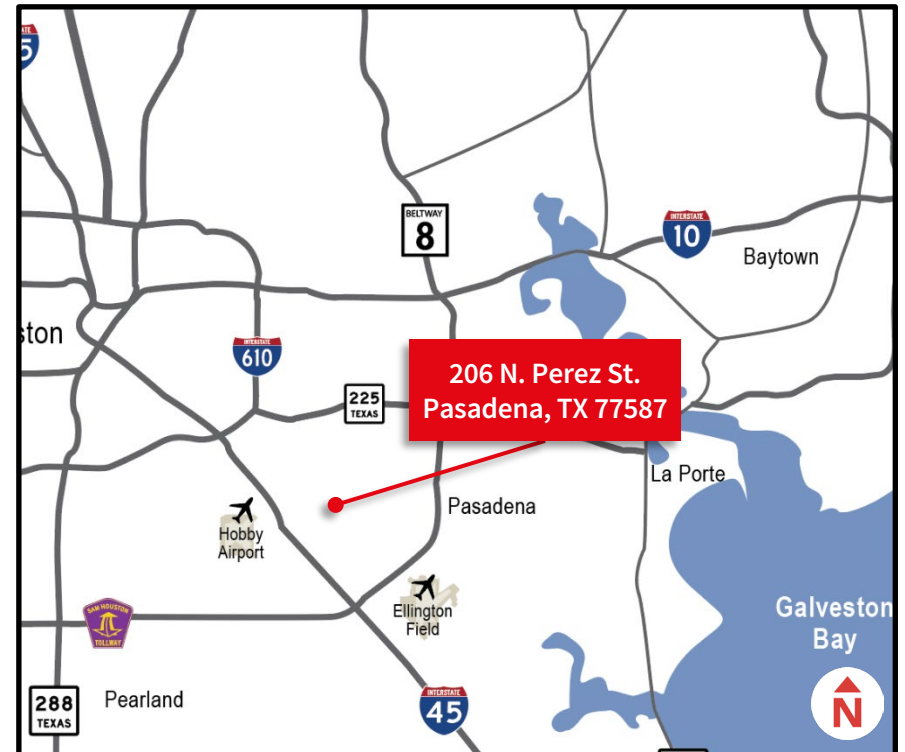 5
BELTWAY
8
INTERSTATE
10
Baytown
ston
INTERSTATE
610
206 N. Perez St.
Pasadena, TX 77587
225
TEXAS
La Porte
Pasadena
Hobby
Airport
Ellington
Field
SAM HOUSTON
TOLLWAY
Galveston
Bay
288
TEXAS
Pearland
INTERSTATE
45
N